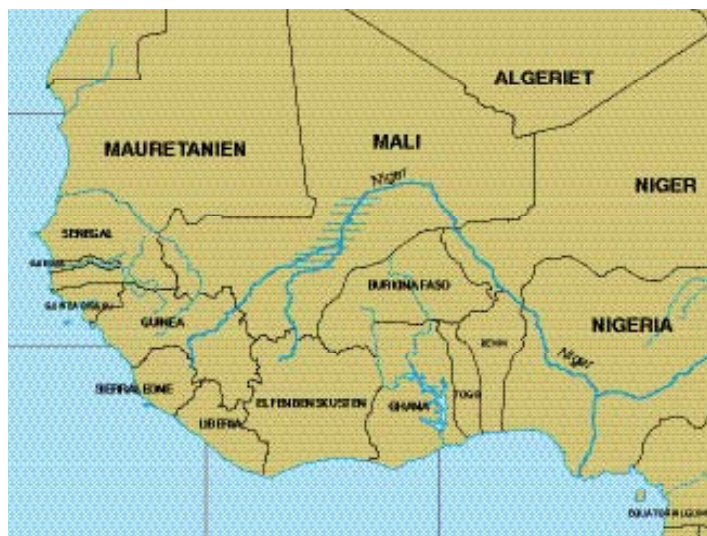 ALGERIET
MAURETANIEN
MALI
Niger
NIGER
SENEGAL
GAMBIA
BURKINA FASO
GUINEA
NIGERIA
BENIN
Niger
SIERRA LEONE
ELFENBENSKUSTEN
TOGO
GHANA
LIBERIA